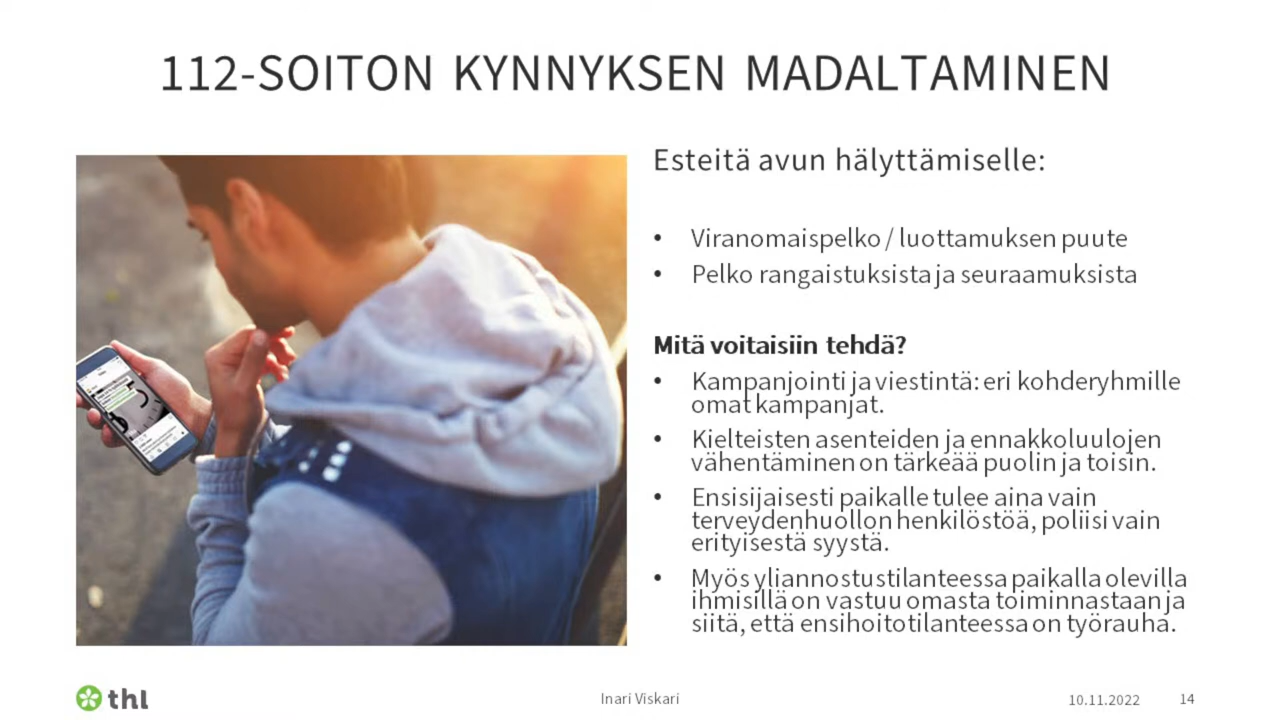 112-SOITON KYNNYKSEN MADALTAMINEN
Esteitä avun hälyttämiselle:
• Viranomaispelko / luottamuksen puute
• Pelko rangaistuksista ja seuraamuksista
Mitä voitaisiin tehdä?
• Kampanjointi ja viestintä: eri kohderyhmille
omat kampanjat.
• Kielteisten asenteiden ja ennakkoluulojen
vähentäminen on tärkeää puolin ja toisin.
• Ensisijaisesti paikalle tulee aina vain
terveydenhuollon henkilöstöä, poliisi vain
erityisestä syystä.
• Myös yliannostustilanteessa paikalla olevilla
ihmisillä on vastuu omasta toiminnastaan ja
siitä, että ensihoitotilanteessa on työrauha.
thl
Inari Viskari
10.11.2022
14